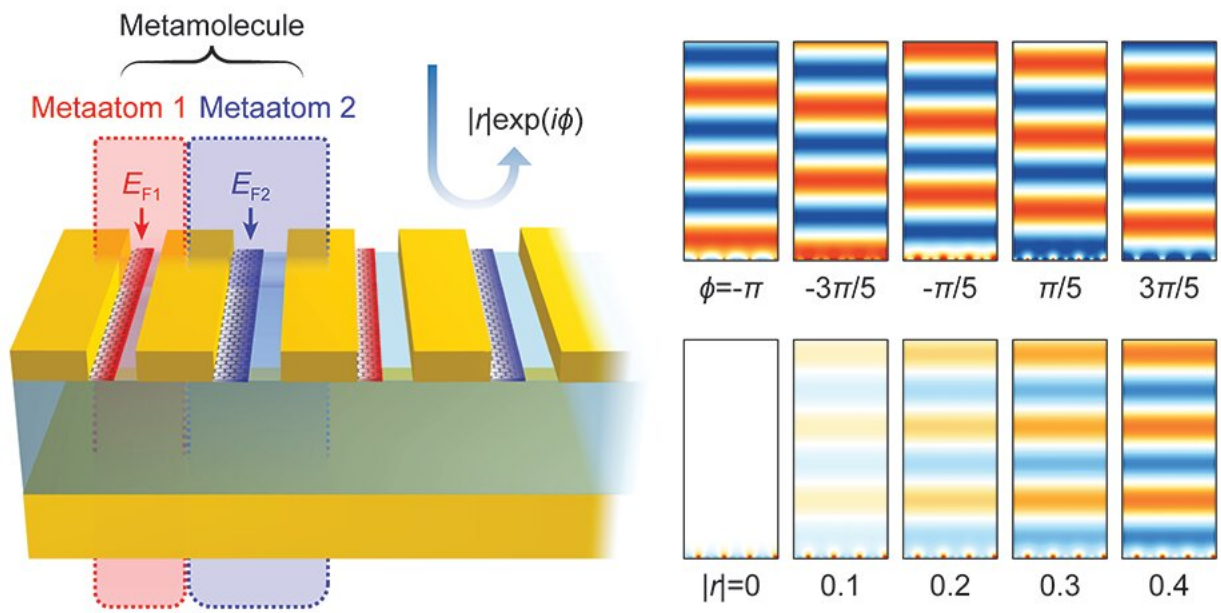 Metamolecule
Metaatom 1 Metaatom 2
E_F1 E_F2
|r|exp(iϕ)
ϕ=-π -3π/5 -π/5 π/5 3π/5
|r|=0 0.1 0.2 0.3 0.4